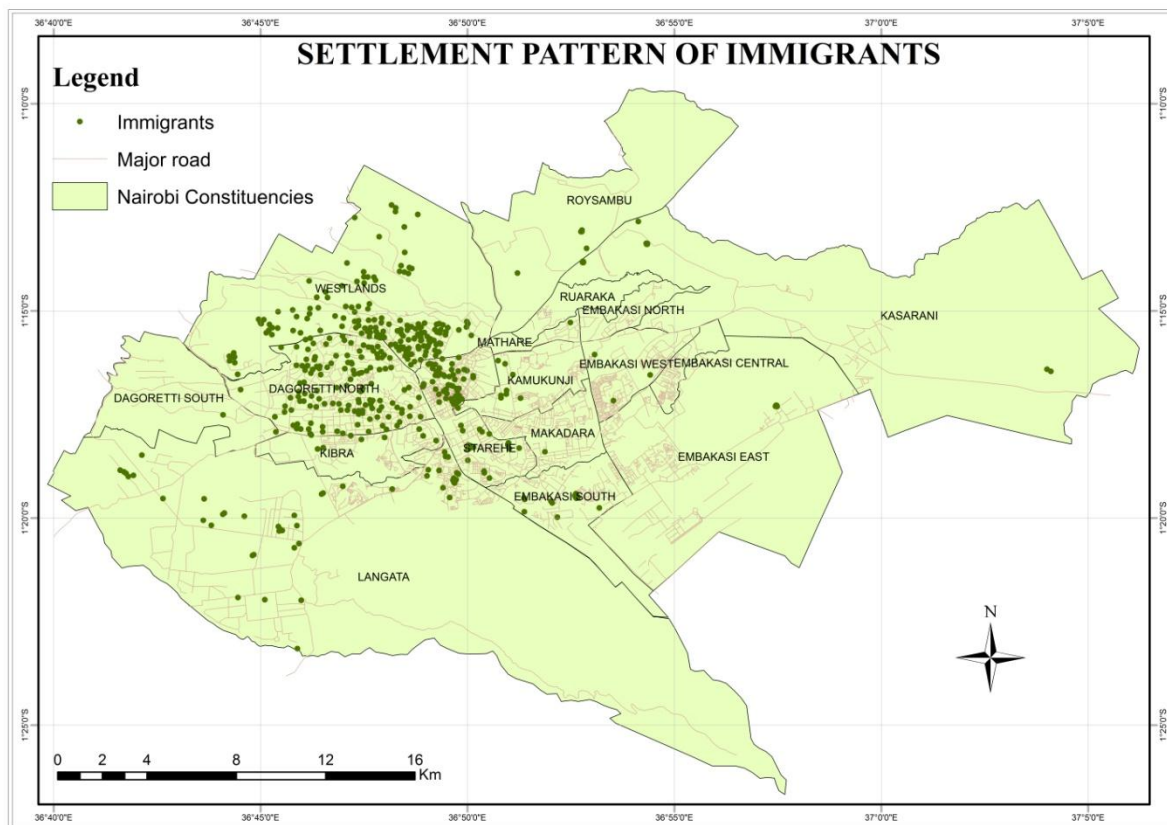 36°40'0"E 36°45'0"E 36°50'0"E 36°55'0"E 37°0'0"E 37°5'0"E
SETTLEMENT PATTERN OF IMMIGRANTS
Legend
Immigrants
Major road
Nairobi Constituencies
1°10'0"S 1°10'0"S
ROYSAMBU
WESTLANDS
RUARAKA
1°15'0"S 1°15'0"S
EMBAKASI NORTH
KASARANI
MATHARE
EMBAKASI WEST EMBAKASI CENTRAL
KAMUKUNJI
DAGORETTI NORTH
DAGORETTI SOUTH
MAKADARA
STAREHE
KIBRA
EMBAKASI EAST
EMBAKASI SOUTH
1°20'0"S 1°20'0"S
LANGATA
N
1°25'0"S 1°25'0"S
0 2 4 8 12 16
Km
36°40'0"E 36°45'0"E 36°50'0"E 36°55'0"E 37°0'0"E 37°5'0"E